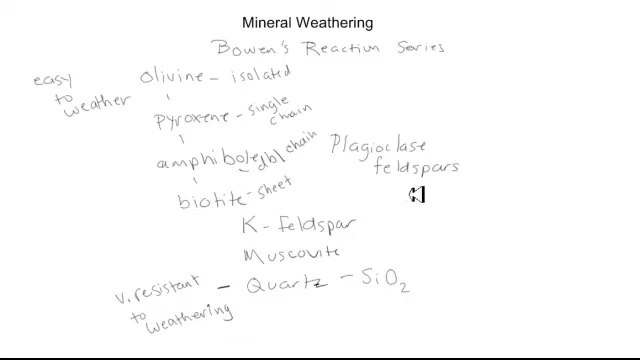 Mineral Weathering
Bowen's Reaction Series
easy
to
weather
Olivine - isolated
Pyroxene - single
chain
amphibole - dbl chain
Plagioclase
feldspars
biotite - sheet
K - feldspar
Muscovite
v. resistant
to
weathering
- Quartz - SiO2